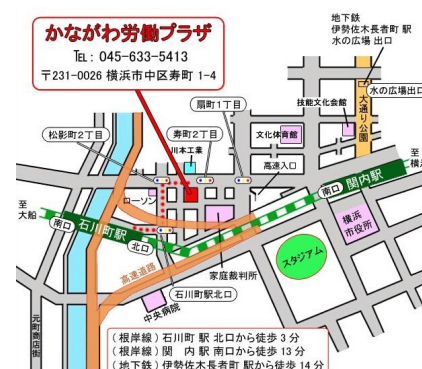 かながわ労働プラザ
TEL: 045-633-5413
〒231-0026 横浜市中区寿町 1-4
地下鉄
伊勢佐木長者町 駅
水の広場 出口
水の広場出口
大通り公園
扇町1丁目
技能文化会館
松影町2丁目
寿町2丁目
文化体育館
川本工業
高速入口
ローソン
至
横浜
南口
関内駅
至
大船
南口
石川町駅
北口
横浜
市役所
スタジアム
家庭裁判所
高速道路
石川町駅北口
中央病院
元町商店街
(根岸線) 石川町 駅 北口から徒歩 3 分
(根岸線) 関 内 駅 南口から徒歩 13 分
(地下鉄) 伊勢佐木長者町 駅から徒歩 14 分